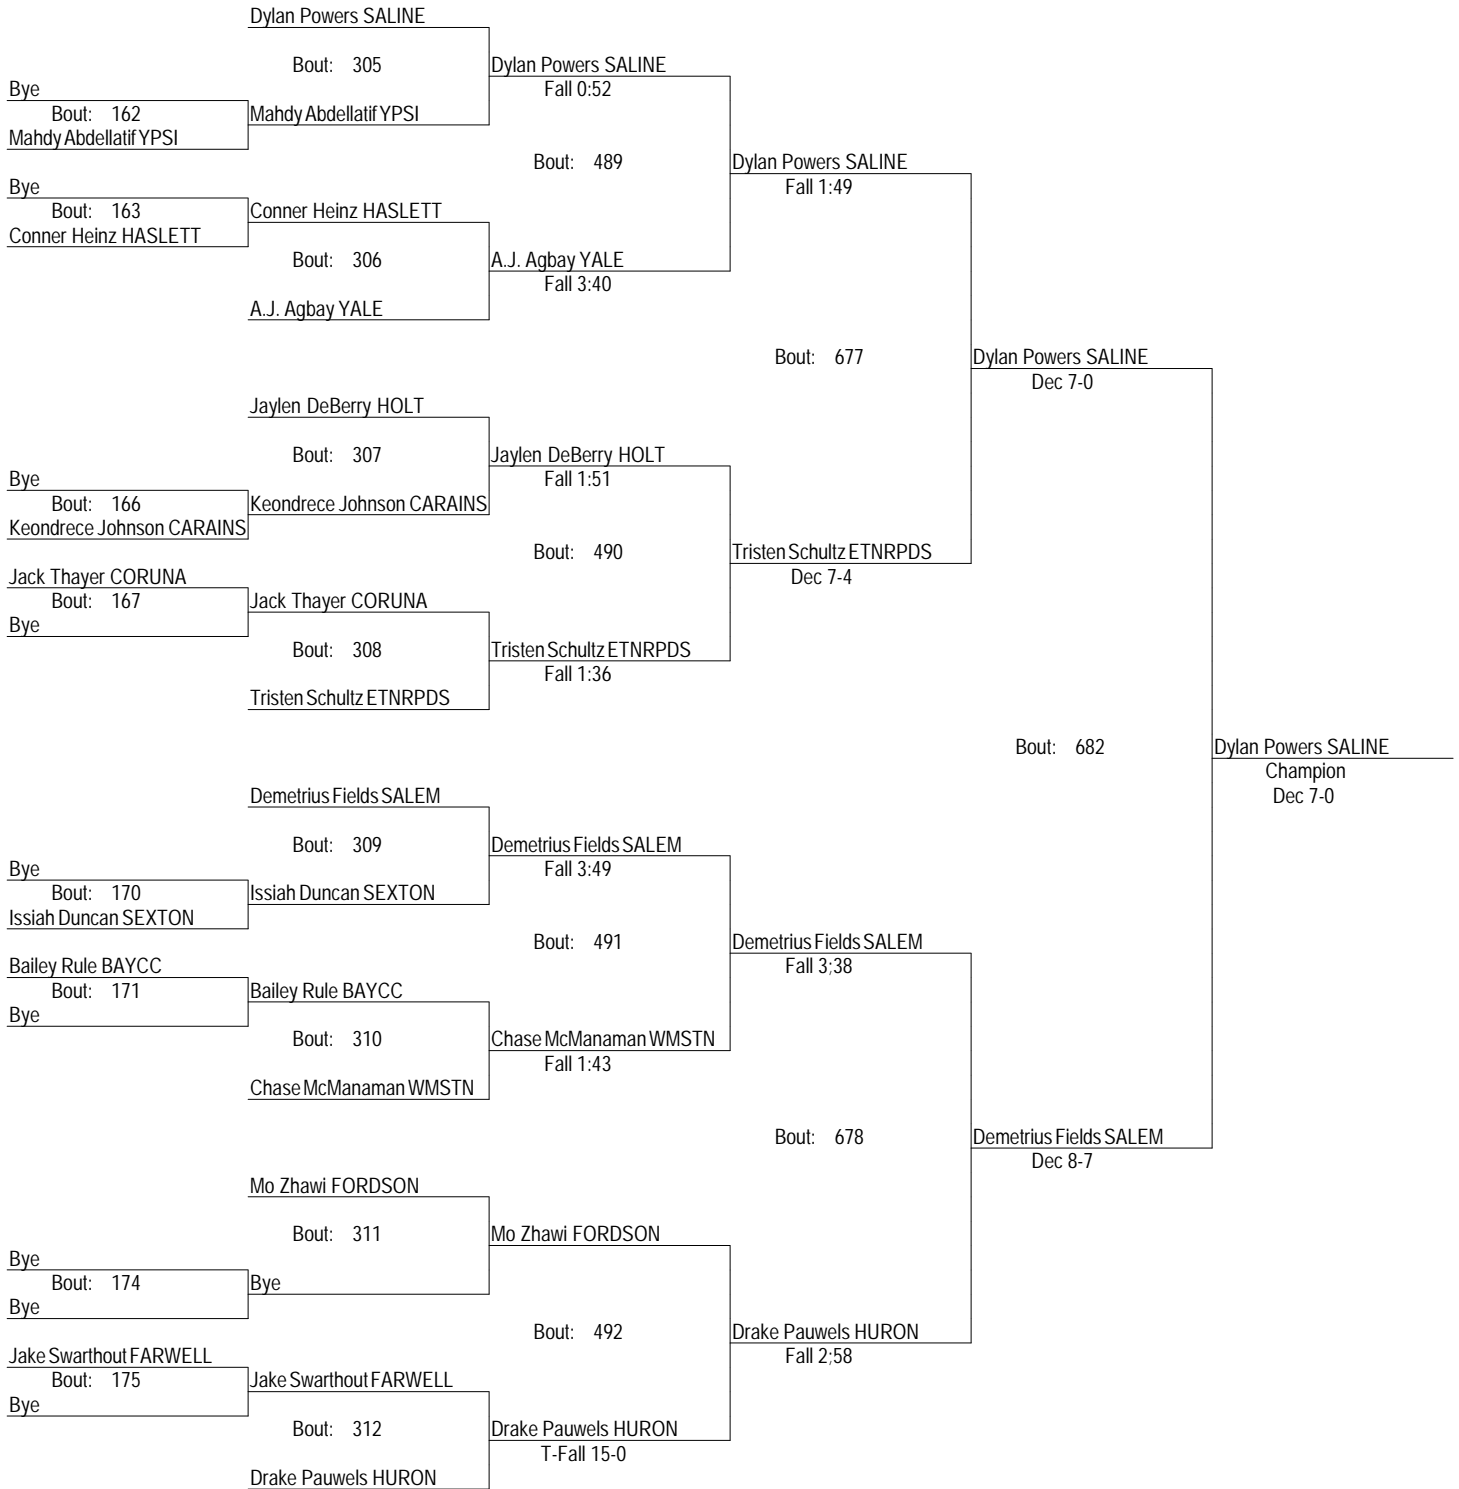 Dylan Powers SALINE
Bout: 305
Dylan Powers SALINE
Fall 0:52
Bye
Bout: 162
Mahdy Abdellatif YPSI
Mahdy Abdellatif YPSI
Bout: 489
Dylan Powers SALINE
Fall 1:49
Bye
Bout: 163
Conner Heinz HASLETT
Conner Heinz HASLETT
Bout: 306
A.J. Agbay YALE
Fall 3:40
A.J. Agbay YALE
Bout: 677
Dylan Powers SALINE
Dec 7-0
Jaylen DeBerry HOLT
Bout: 307
Jaylen DeBerry HOLT
Fall 1:51
Bye
Bout: 166
Keondrece Johnson CARAINS
Keondrece Johnson CARAINS
Bout: 490
Tristen Schultz ETNRPDS
Dec 7-4
Jack Thayer CORUNA
Bout: 167
Bye
Jack Thayer CORUNA
Bout: 308
Tristen Schultz ETNRPDS
Fall 1:36
Tristen Schultz ETNRPDS
Bout: 682
Dylan Powers SALINE
Champion
Dec 7-0
Demetrius Fields SALEM
Bout: 309
Demetrius Fields SALEM
Fall 3:49
Bye
Bout: 170
Issiah Duncan SEXTON
Issiah Duncan SEXTON
Bout: 491
Demetrius Fields SALEM
Fall 3;38
Bailey Rule BAYCC
Bout: 171
Bye
Bailey Rule BAYCC
Bout: 310
Chase McManaman WMSTN
Fall 1:43
Chase McManaman WMSTN
Bout: 678
Demetrius Fields SALEM
Dec 8-7
Mo Zhawi FORDSON
Bout: 311
Mo Zhawi FORDSON
Bye
Bout: 174
Bye
Bye
Bout: 492
Drake Pauwels HURON
Fall 2;58
Jake Swarthout FARWELL
Bout: 175
Bye
Jake Swarthout FARWELL
Bout: 312
Drake Pauwels HURON
T-Fall 15-0
Drake Pauwels HURON